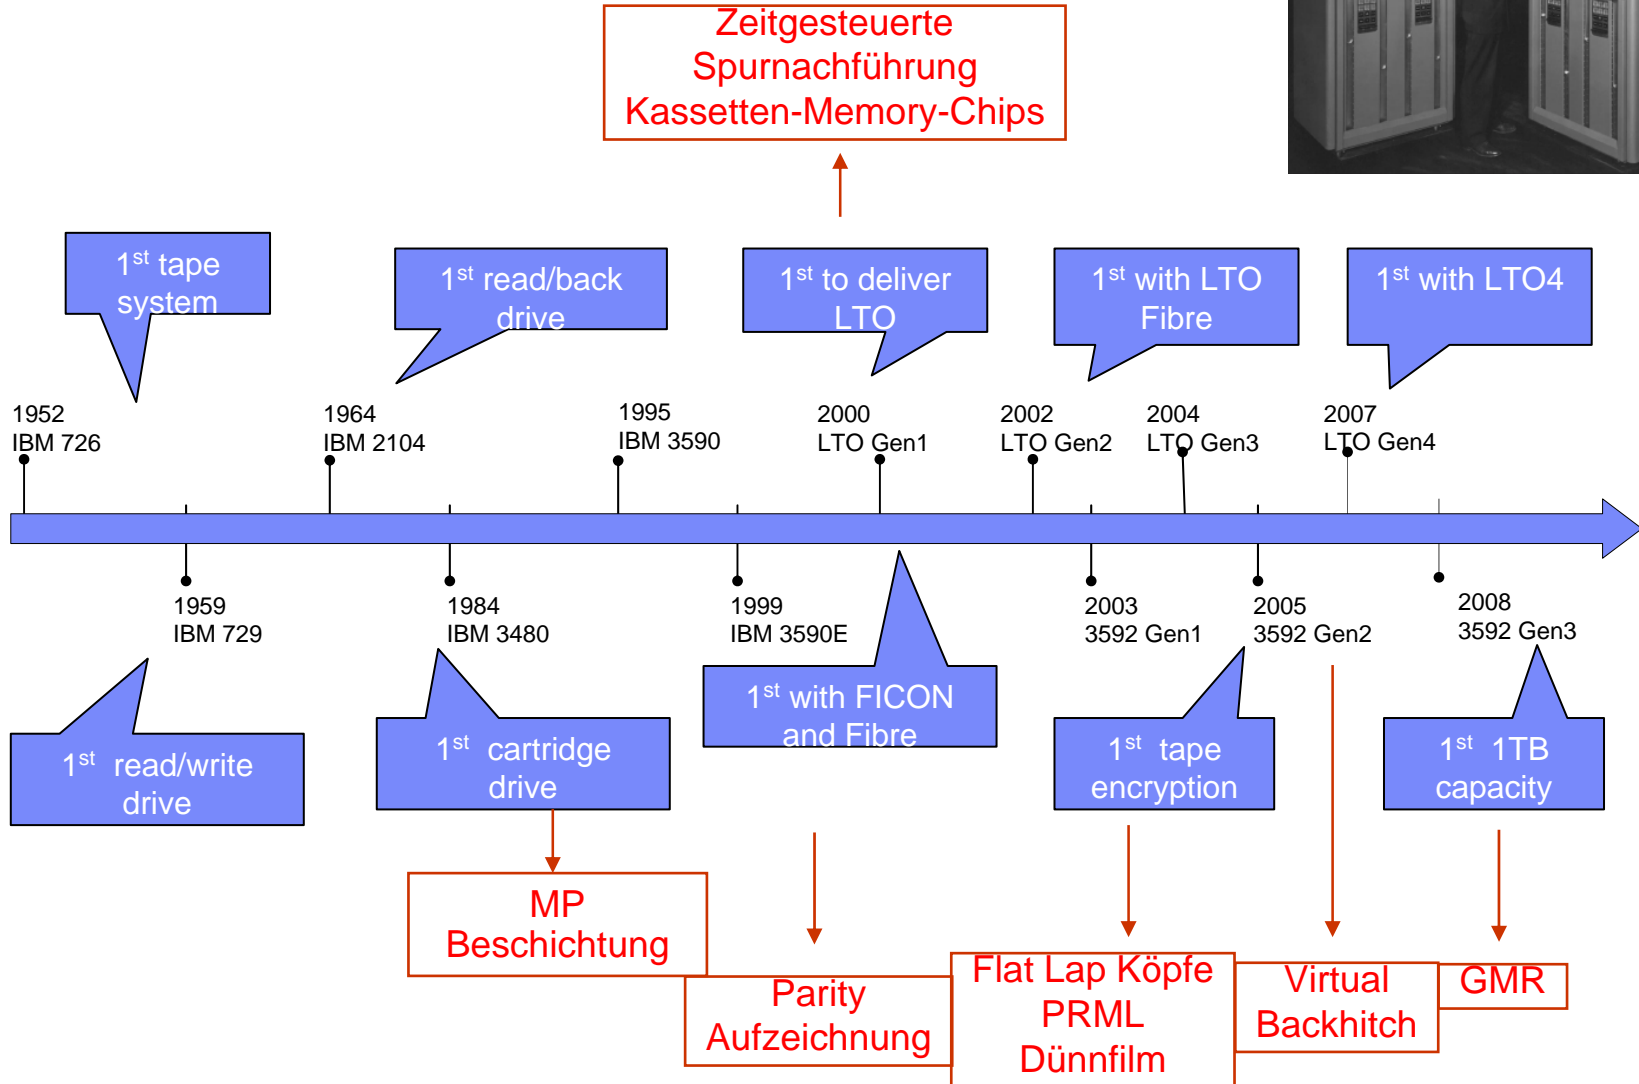 Zeitgesteuerte
Spurnachführung
Kassetten-Memory-Chips
1st tape
system
1st read/back
drive
1st to deliver
LTO
1st with LTO
Fibre
1st with LTO4
1952
IBM 726
1964
IBM 2104
1995
IBM 3590
2000
LTO Gen1
2002
LTO Gen2
2004
LTO Gen3
2007
LTO Gen4
1959
IBM 729
1984
IBM 3480
1999
IBM 3590E
2003
3592 Gen1
2005
3592 Gen2
2008
3592 Gen3
1st read/write
drive
1st cartridge
drive
1st with FICON
and Fibre
1st tape
encryption
1st 1TB
capacity
MP
Beschichtung
Parity
Aufzeichnung
Flat Lap Köpfe
PRML
Dünnfilm
Virtual
Backhitch
GMR